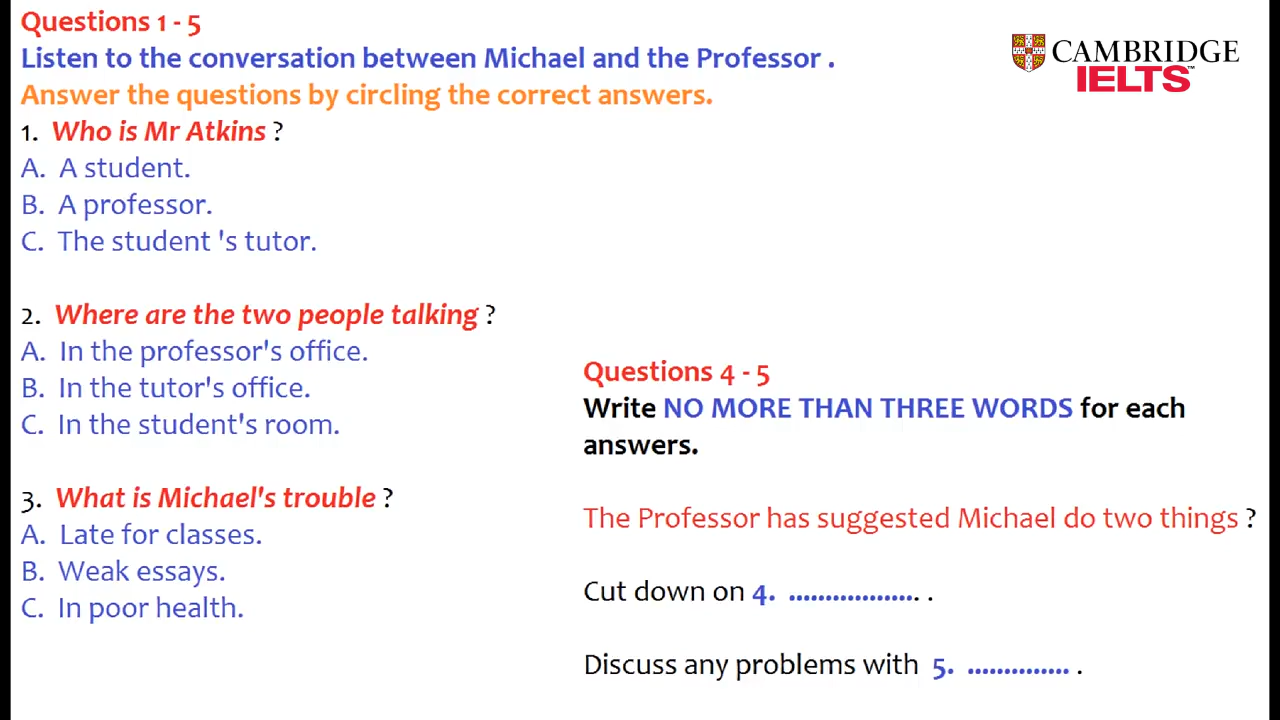 Questions 1 - 5
Listen to the conversation between Michael and the Professor .
Answer the questions by circling the correct answers.
CAMBRIDGE
IELTS™
1. Who is Mr Atkins ?
A. A student.
B. A professor.
C. The student 's tutor.
2. Where are the two people talking ?
A. In the professor's office.
B. In the tutor's office.
C. In the student's room.
3. What is Michael's trouble ?
A. Late for classes.
B. Weak essays.
C. In poor health.
Questions 4 - 5
Write NO MORE THAN THREE WORDS for each
answers.
The Professor has suggested Michael do two things ?
Cut down on 4. .................. .
Discuss any problems with 5. .............. .